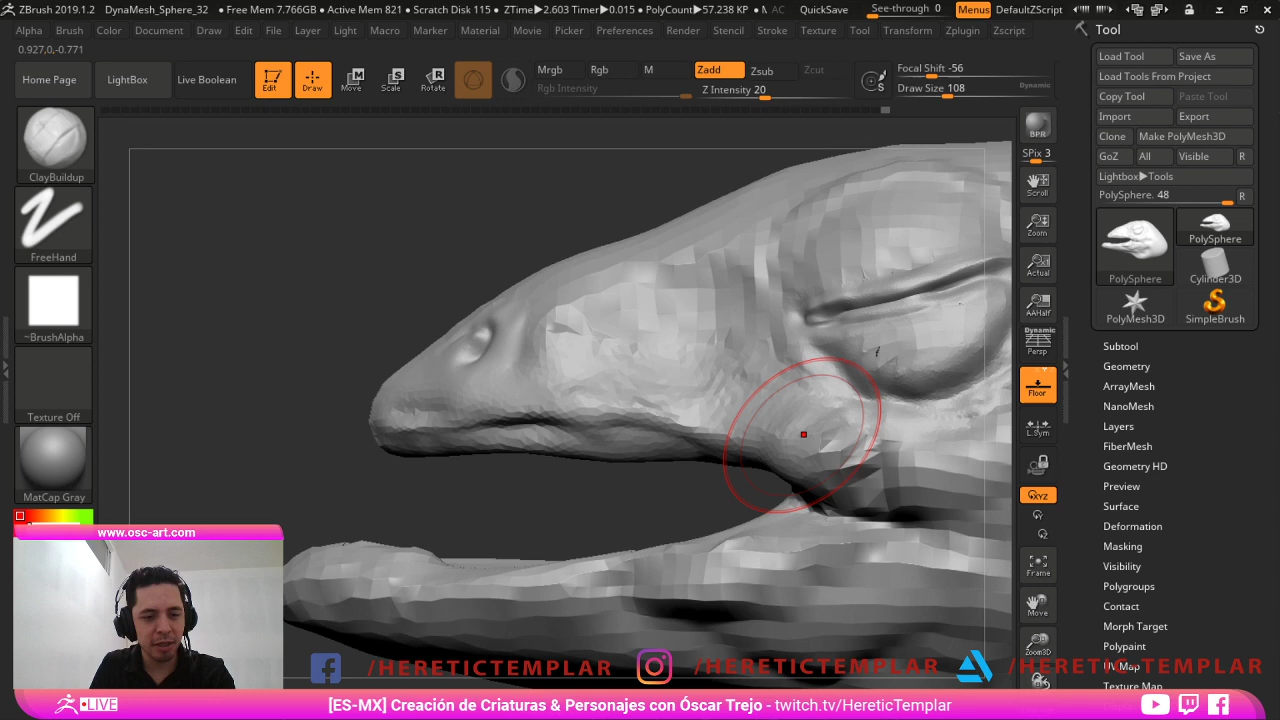 ZBrush 2019.1.2 DynaMesh_Sphere_32 • Free Mem 7.766GB • Active Mem 821 • Scratch Disk 115 • ZTime▶2.603 Timer▶0.015 • PolyCount▶57.238 KP • M AC QuickSave See-through 0 Menus DefaultZScript
Alpha Brush Color Document Draw Edit File Layer Light Macro Marker Material Movie Picker Preferences Render Stencil Stroke Texture Tool Transform Zplugin Zscript
0.927,0,-0.771
Home Page LightBox Live Boolean Edit Draw Move Scale Rotate
Mrgb Rgb M Zadd Zsub Zcut
Rgb Intensity Z Intensity 20
Focal Shift -56
Draw Size 108 Dynamic
ClayBuildup
FreeHand
~BrushAlpha
Texture Off
MatCap Gray
BPR
SPix 3
Scroll
Zoom
Actual
AAHalf
Dynamic
Persp
Floor
L.Sym
XYZ
Frame
Move
Zoom3D
Tool
Load Tool Save As
Load Tools From Project
Copy Tool Paste Tool
Import Export
Clone Make PolyMesh3D
GoZ All Visible R
Lightbox▶Tools
PolySphere. 48 R
PolySphere PolySphere
Cylinder3D
PolyMesh3D SimpleBrush
Subtool
Geometry
ArrayMesh
NanoMesh
Layers
FiberMesh
Geometry HD
Preview
Surface
Deformation
Masking
Visibility
Polygroups
Contact
Morph Target
Polypaint
UV Map
Texture Map
www.osc-art.com
/HERETICTEMPLAR /HERETICTEMPLAR /HERETICTEMPLAR
LIVE [ES-MX] Creación de Criaturas & Personajes con Óscar Trejo - twitch.tv/HereticTemplar